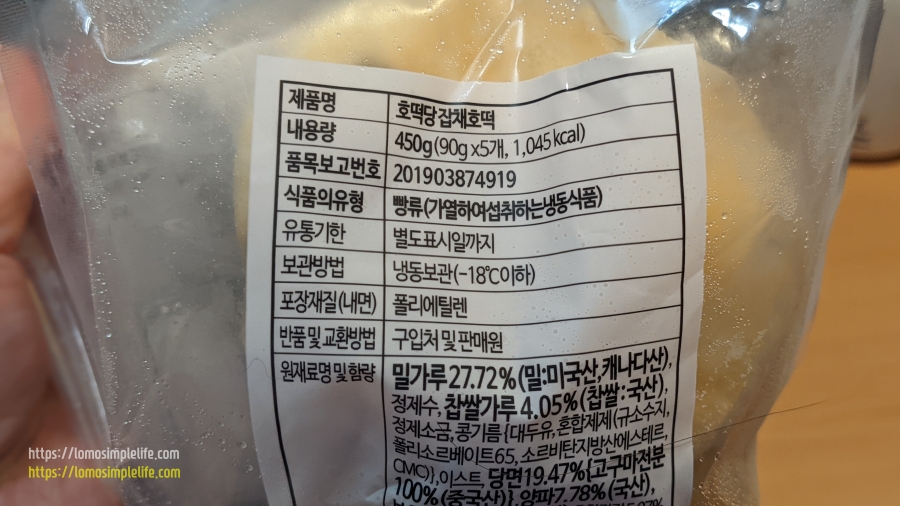 제품명 호떡당 잡채호떡
내용량 450g(90g x5개, 1,045 kcal)
품목보고번호 201903874919
식품의유형 빵류(가열하여섭취하는냉동식품)
유통기한 별도표시일까지
보관방법 냉동보관(-18℃이하)
포장재질(내면) 폴리에틸렌
반품 및 교환방법 구입처 및 판매원
원재료명 및 함량 밀가루 27.72% (밀:미국산,캐나다산),
정제수, 찹쌀가루 4.05% (찹쌀:국산),
정제소금, 콩기름{대두유, 혼합제제(규소수지,
폴리소르베이트65, 소르비탄지방산에스테르,
CMC)},이스트, 당면19.47%{고구마전분
100%(중국산)}, 양파7.78% (국산),
https://lomosimplelife.com
https://lomosimplelife.com